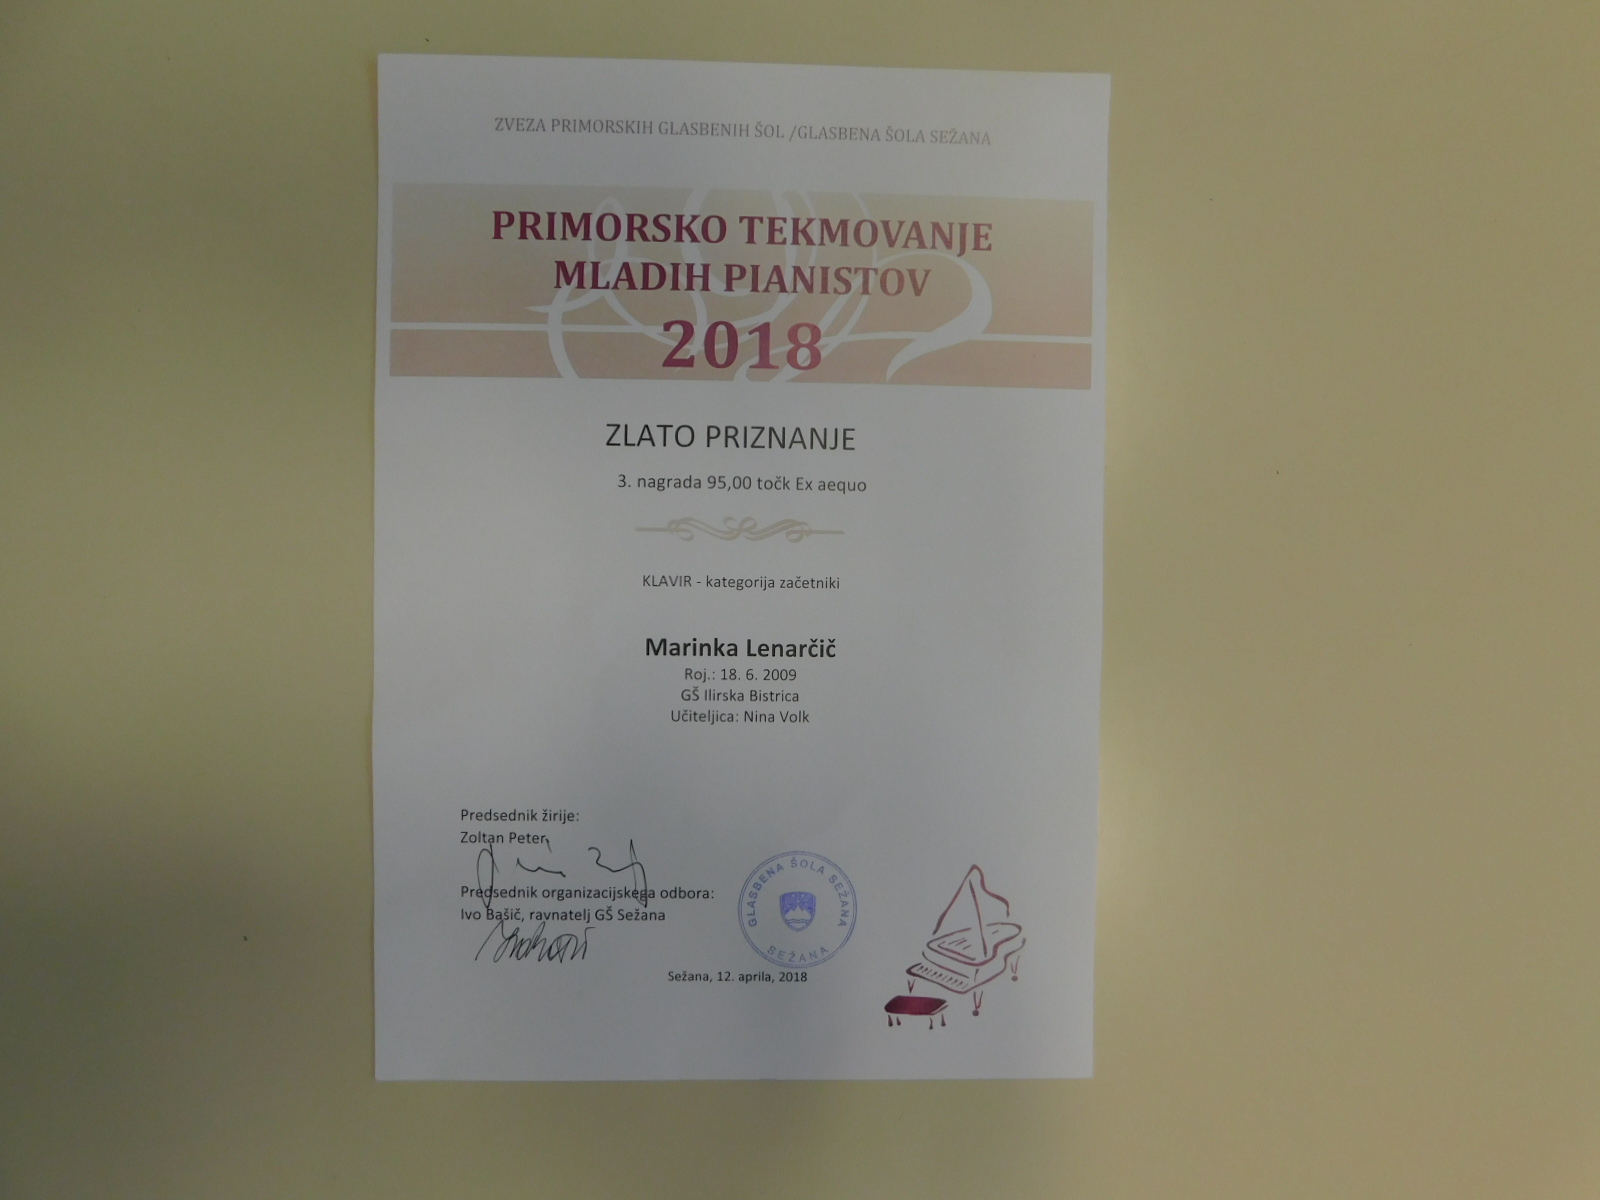 ZVEZA PRIMORSKIH GLASBENIH ŠOL /GLASBENA ŠOLA SEŽANA
PRIMORSKO TEKMOVANJE
MLADIH PIANISTOV
2018
ZLATO PRIZNANJE
3. nagrada 95,00 točk Ex aequo
KLAVIR - kategorija začetniki
Marinka Lenarčič
Roj.: 18. 6. 2009
GŠ Ilirska Bistrica
Učiteljica: Nina Volk
Predsednik žirije:
Zoltan Peter
Predsednik organizacijskega odbora:
Ivo Bašič, ravnatelj GŠ Sežana
GLASBENA ŠOLA SEŽANA
SEŽANA
Sežana, 12. aprila, 2018